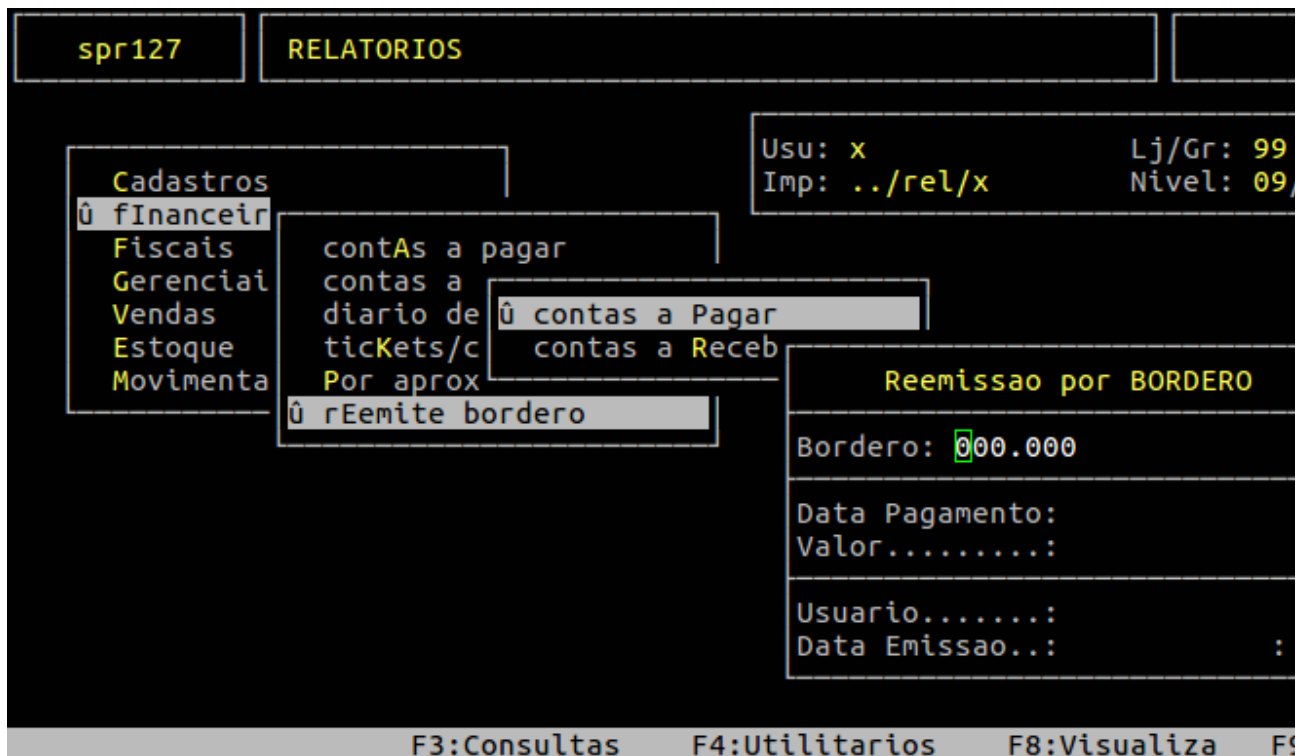 spr127 RELATORIOS
Usu: x Lj/Gr: 99
Imp: ../rel/x Nivel: 09/
Cadastros
û fInanceir
Fiscais
Gerenciai
Vendas
Estoque
Movimenta
contAs a pagar
contas a
diario de
ticKets/c
Por aprox
û rEemite bordero
û contas a Pagar
contas a Receb
Reemissao por BORDERO
Bordero: 000.000
Data Pagamento:
Valor.........:
Usuario.......:
Data Emissao..: :
F3:Consultas F4:Utilitarios F8:Visualiza F9